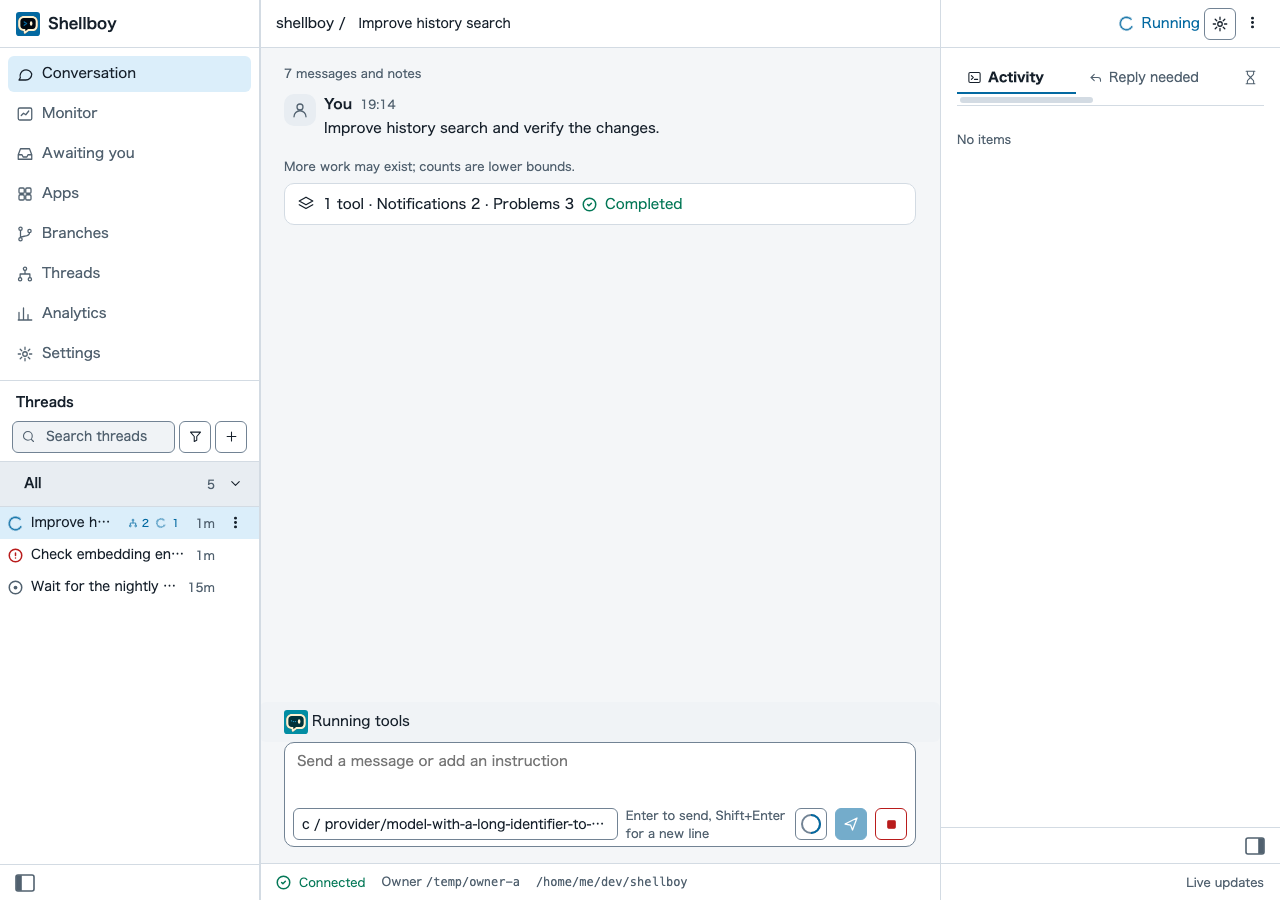 Shellboy
Conversation
Monitor
Awaiting you
Apps
Branches
Threads
Analytics
Settings
Threads
Search threads
All 5
Improve h··· 2 1 1m
Check embedding en··· 1m
Wait for the nightly ··· 15m
shellboy / Improve history search
7 messages and notes
You 19:14
Improve history search and verify the changes.
More work may exist; counts are lower bounds.
1 tool · Notifications 2 · Problems 3 Completed
Running tools
Send a message or add an instruction
c / provider/model-with-a-long-identifier-to-···
Enter to send, Shift+Enter
for a new line
Connected Owner /temp/owner-a /home/me/dev/shellboy
Running
Activity Reply needed
No items
Live updates